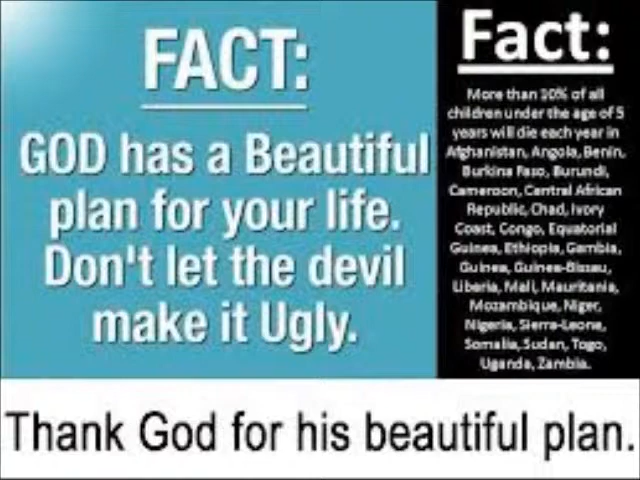 FACT:
GOD has a Beautiful
plan for your life.
Don't let the devil
make it Ugly.
Fact:
More than 10% of all
children under the age of 5
years will die each year in
Afghanistan, Angola, Benin,
Burkina Faso, Burundi,
Cameroon, Cantral African
Republic, Chad, Ivory
Coast, Congo, Equatorial
Guinea, Ethiopia, Gambia,
Guinea, Guinea-Bissau,
Liberia, Mali, Mauritania,
Mozambique, Niger,
Nigeria, Sierra-Leone,
Somalia, Sudan, Togo,
Uganda, Zambia.
Thank God for his beautiful plan.